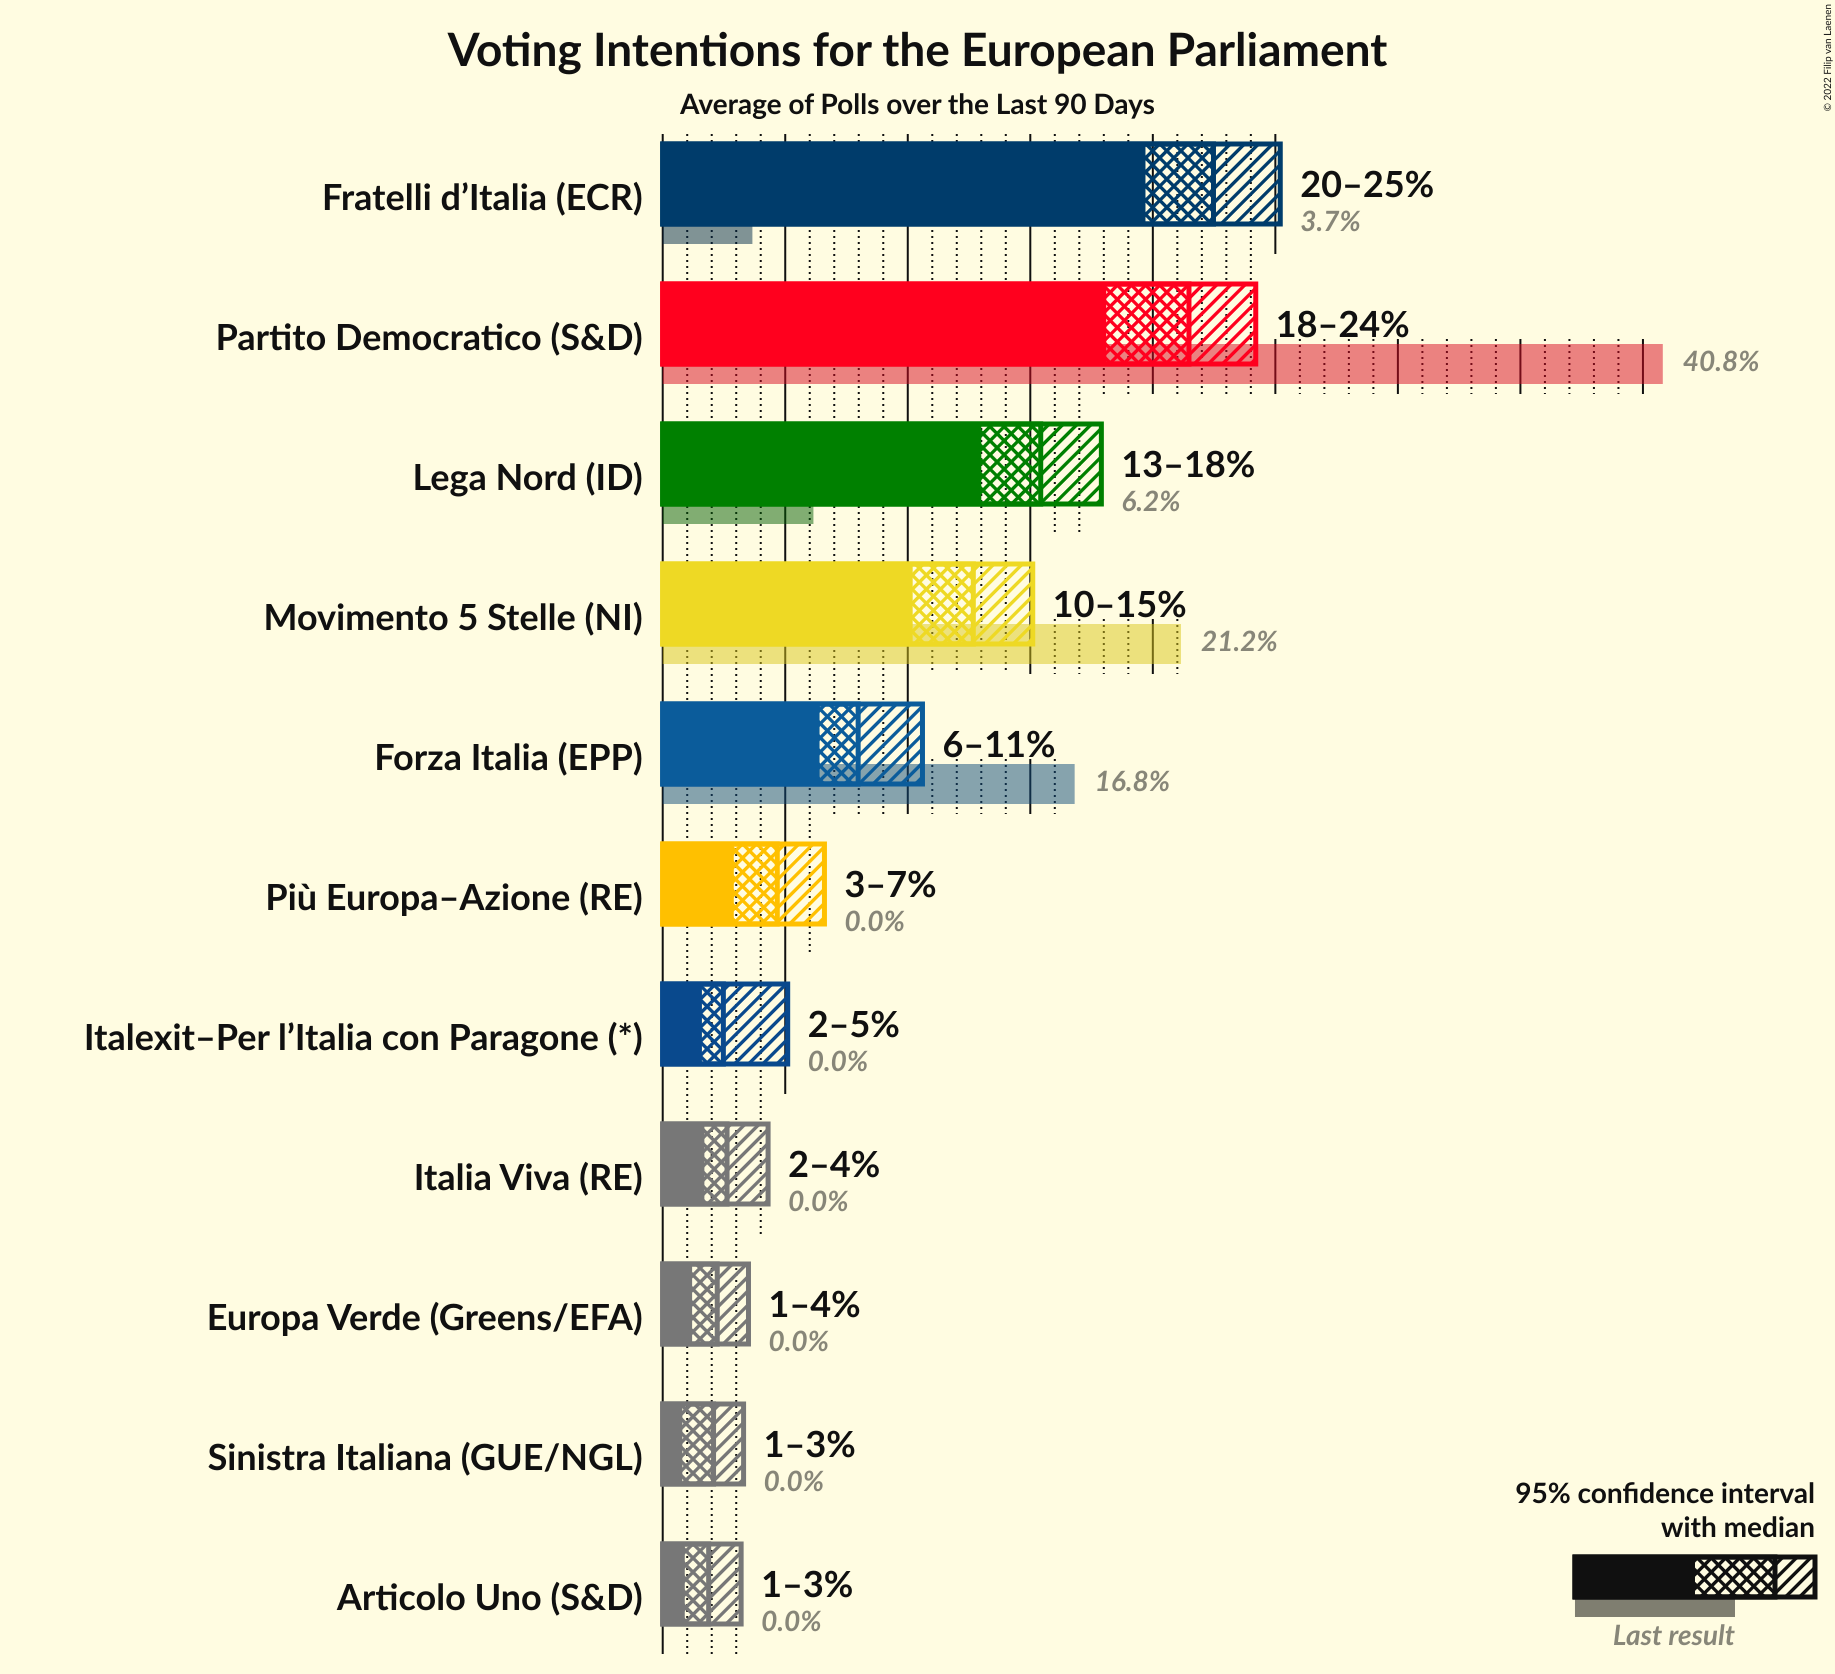 Voting Intentions for the European Parliament
Average of Polls over the Last 90 Days
© 2022 Filip van Laenen
Fratelli d’Italia (ECR)
20–25%
3.7%
Partito Democratico (S&D)
18–24%
40.8%
Lega Nord (ID)
13–18%
6.2%
Movimento 5 Stelle (NI)
10–15%
21.2%
Forza Italia (EPP)
6–11%
16.8%
Più Europa–Azione (RE)
3–7%
0.0%
Italexit–Per l’Italia con Paragone (*)
2–5%
0.0%
Italia Viva (RE)
2–4%
0.0%
Europa Verde (Greens/EFA)
1–4%
0.0%
Sinistra Italiana (GUE/NGL)
1–3%
0.0%
Articolo Uno (S&D)
1–3%
0.0%
95% confidence interval
with median
Last result